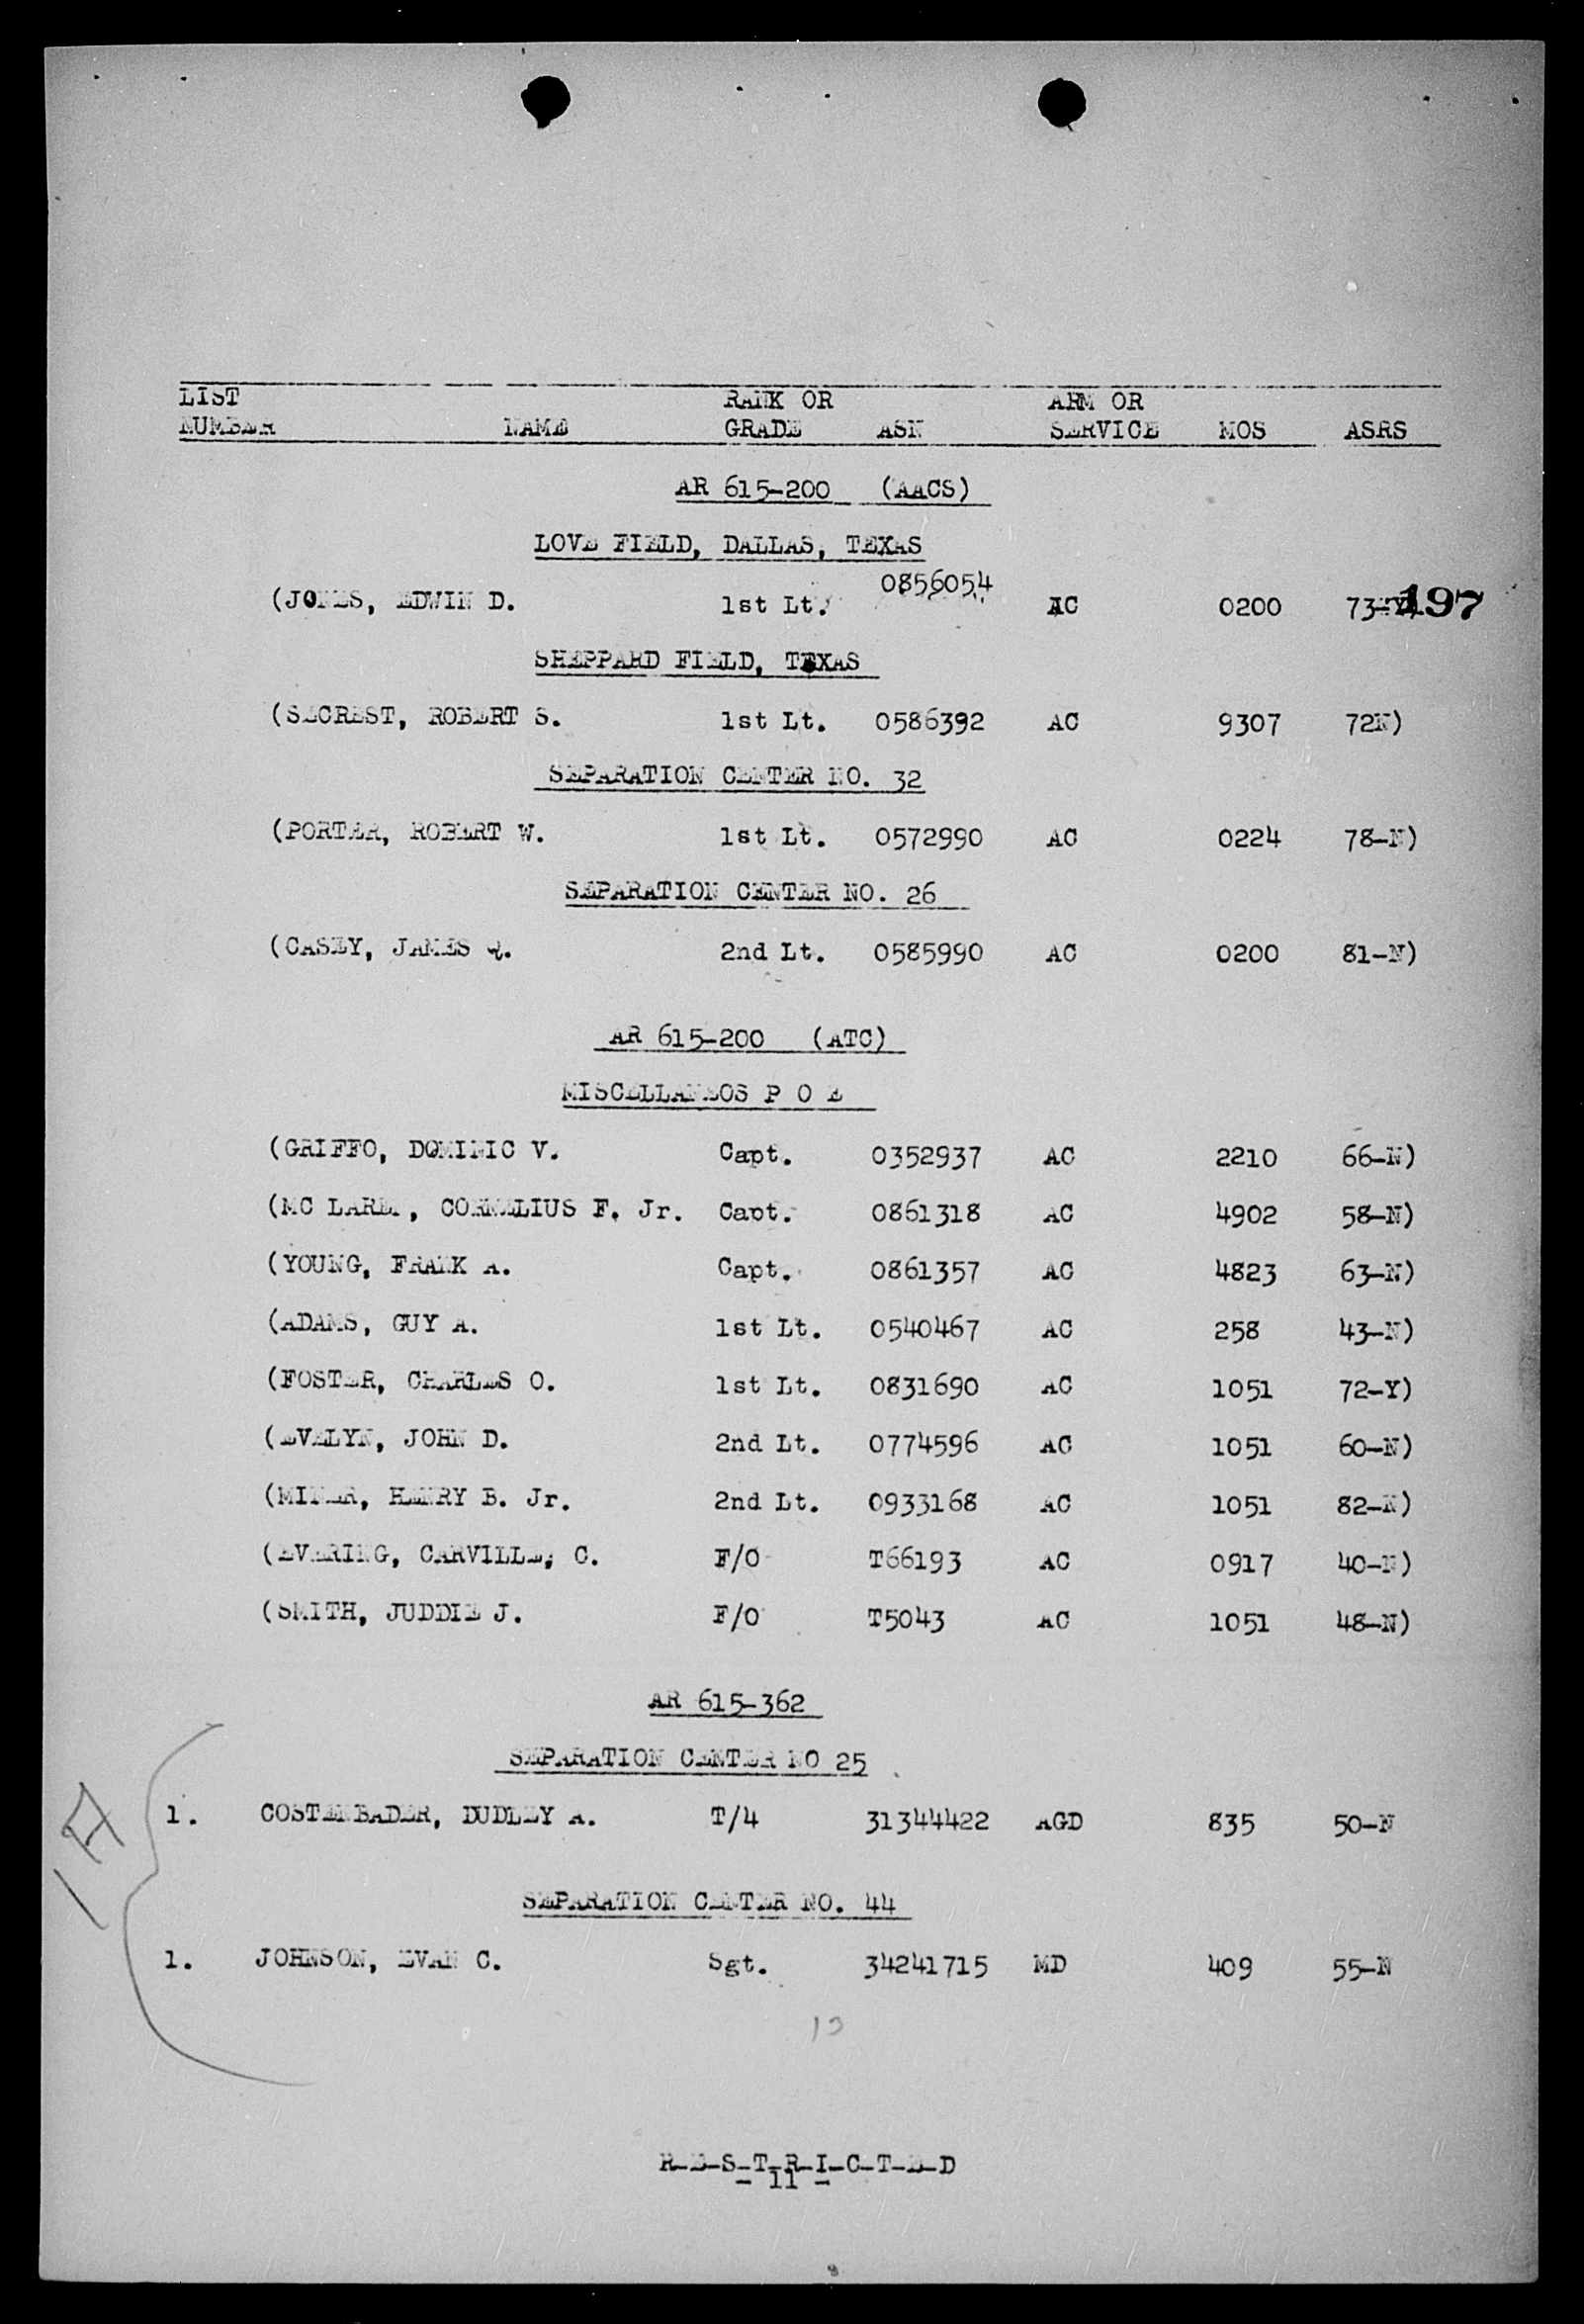 LIST RANK OR ARM OR
NUMBER NAME GRADE ASN SERVICE MOS ASRS
AR 615-200 (AACS)
LOVE FIELD, DALLAS, TEXAS
(JONES, EDWIN D. 1st Lt. 0856054 AC 0200 73-Y) 197
SHEPPARD FIELD, TEXAS
(SECREST, ROBERT S. 1st Lt. 0586392 AC 9307 72N)
SEPARATION CENTER NO. 32
(PORTER, ROBERT W. 1st Lt. 0572990 AC 0224 78-N)
SEPARATION CENTER NO. 26
(CASEY, JAMES Q. 2nd Lt. 0585990 AC 0200 81-N)
AR 615-200 (ATC)
MISCELLANEOS P O E
(GRIFFO, DOMINIC V. Capt. 0352937 AC 2210 66-N)
(MC LAREN, CORNELIUS F. Jr. Capt. 0861318 AC 4902 58-N)
(YOUNG, FRANK A. Capt. 0861357 AC 4823 63-N)
(ADAMS, GUY A. 1st Lt. 0540467 AC 258 43-N)
(FOSTER, CHARLES O. 1st Lt. 0831690 AC 1051 72-Y)
(EVELYN, JOHN D. 2nd Lt. 0774596 AC 1051 60-N)
(MINER, HENRY B. Jr. 2nd Lt. 0933168 AC 1051 82-N)
(EVERING, CARVILLE, C. F/O T66193 AC 0917 40-N)
(SMITH, JUDDIE J. F/O T5043 AC 1051 48-N)
AR 615-362
SEPARATION CENTER NO 25
1. COSTENBADER, DUDLEY A. T/4 31344422 AGD 835 50-N
SEPARATION CENTER NO. 44
1. JOHNSON, EVAN C. Sgt. 34241715 MD 409 55-N
R-E-S-T-R-I-C-T-E-D
- 11 -